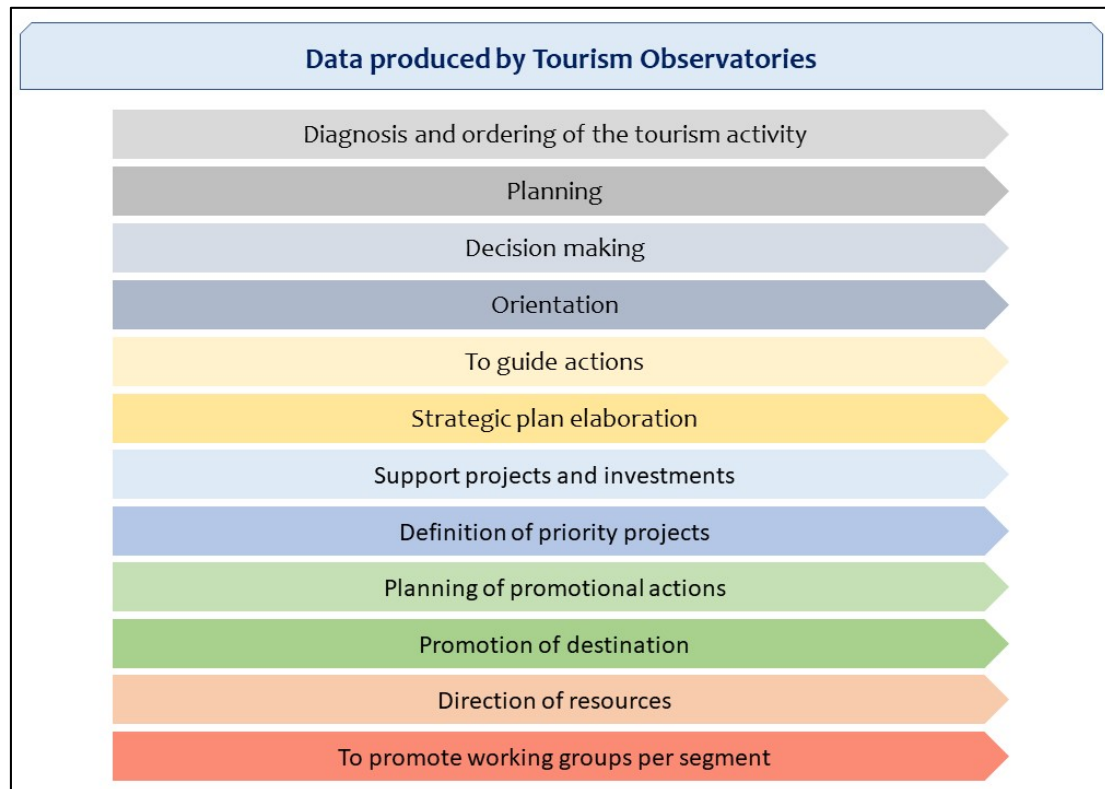 Data produced by Tourism Observatories
Diagnosis and ordering of the tourism activity
Planning
Decision making
Orientation
To guide actions
Strategic plan elaboration
Support projects and investments
Definition of priority projects
Planning of promotional actions
Promotion of destination
Direction of resources
To promote working groups per segment